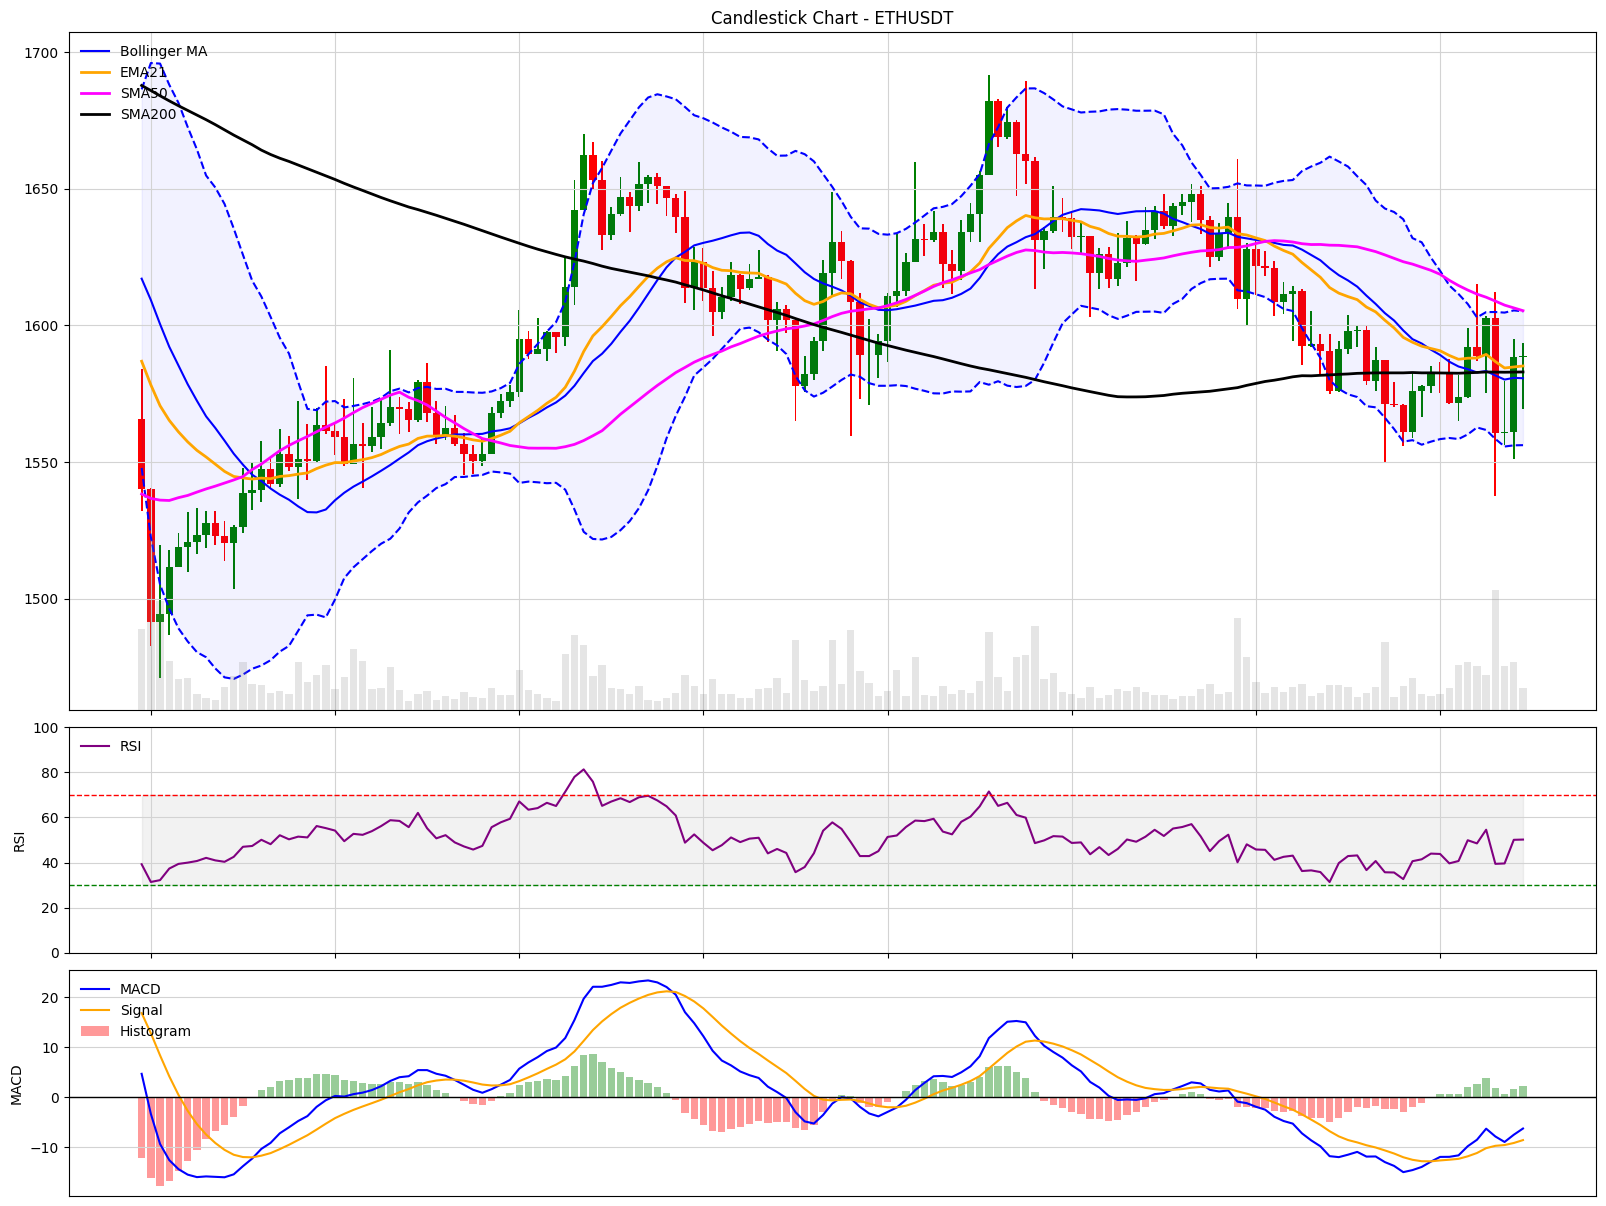 Candlestick Chart - ETHUSDT
1700
1650
1600
1550
1500
Bollinger MA
EMA21
SMA50
SMA200
100
80
60
40
20
0
RSI
RSI
20
10
0
−10
MACD
MACD
Signal
Histogram